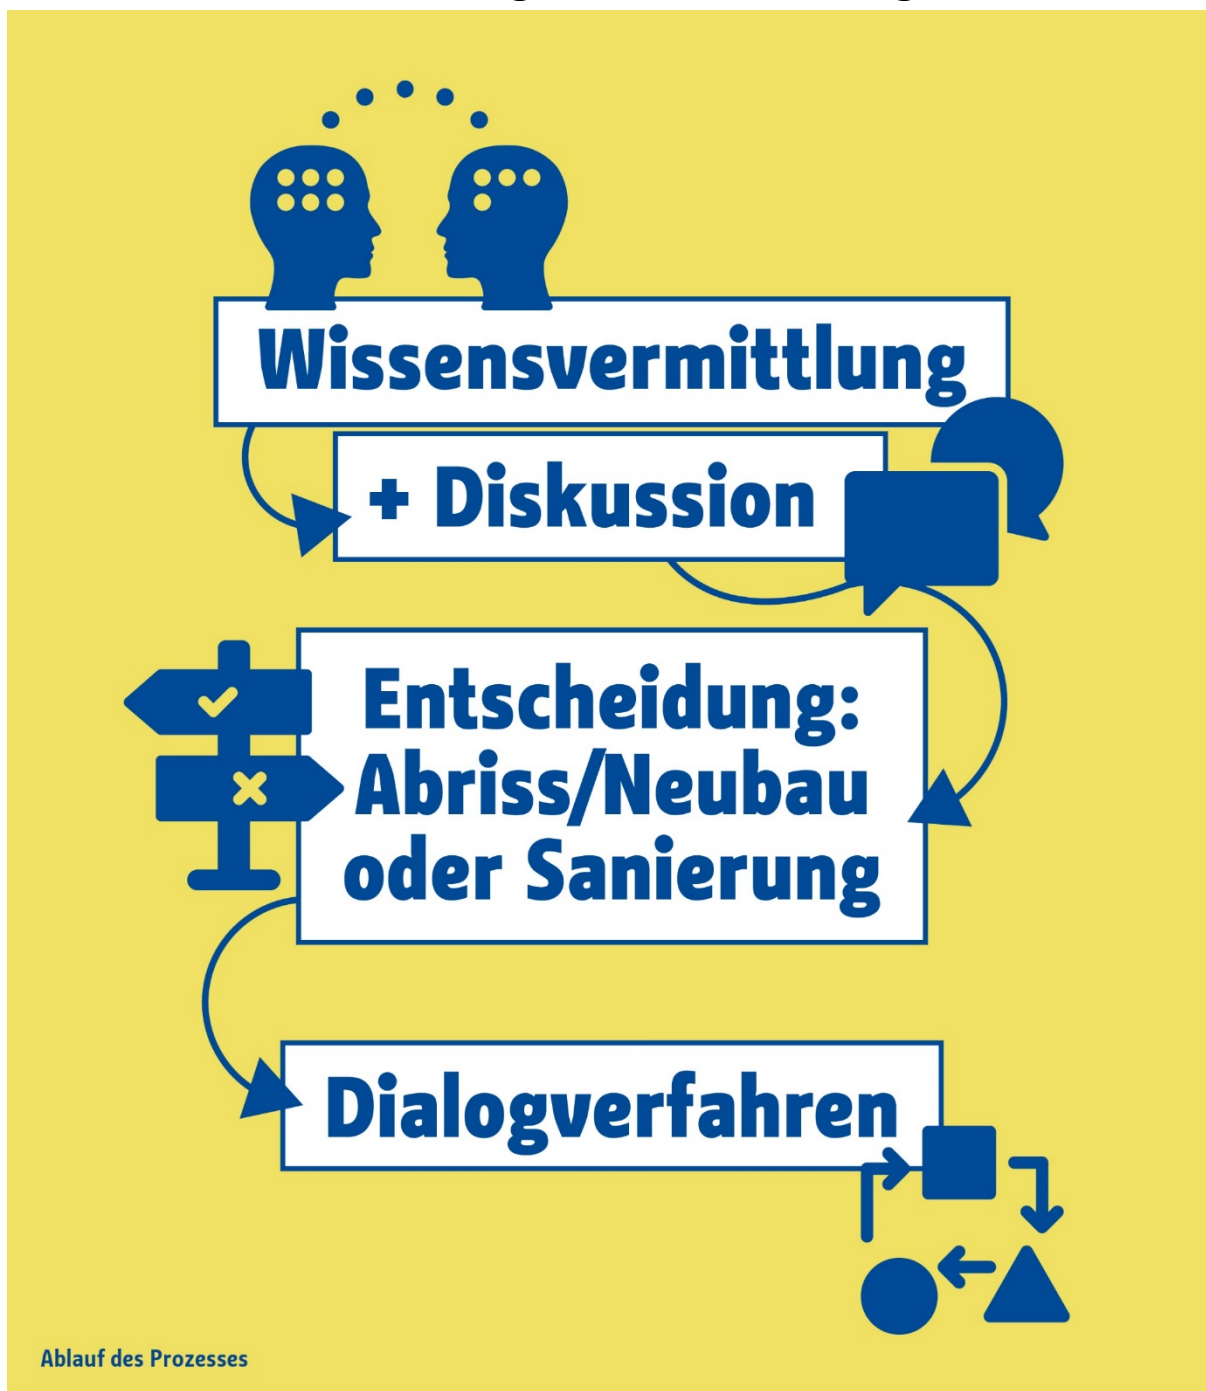 Wissensvermittlung
+ Diskussion
Entscheidung:
Abriss/Neubau
oder Sanierung
Dialogverfahren
Ablauf des Prozesses